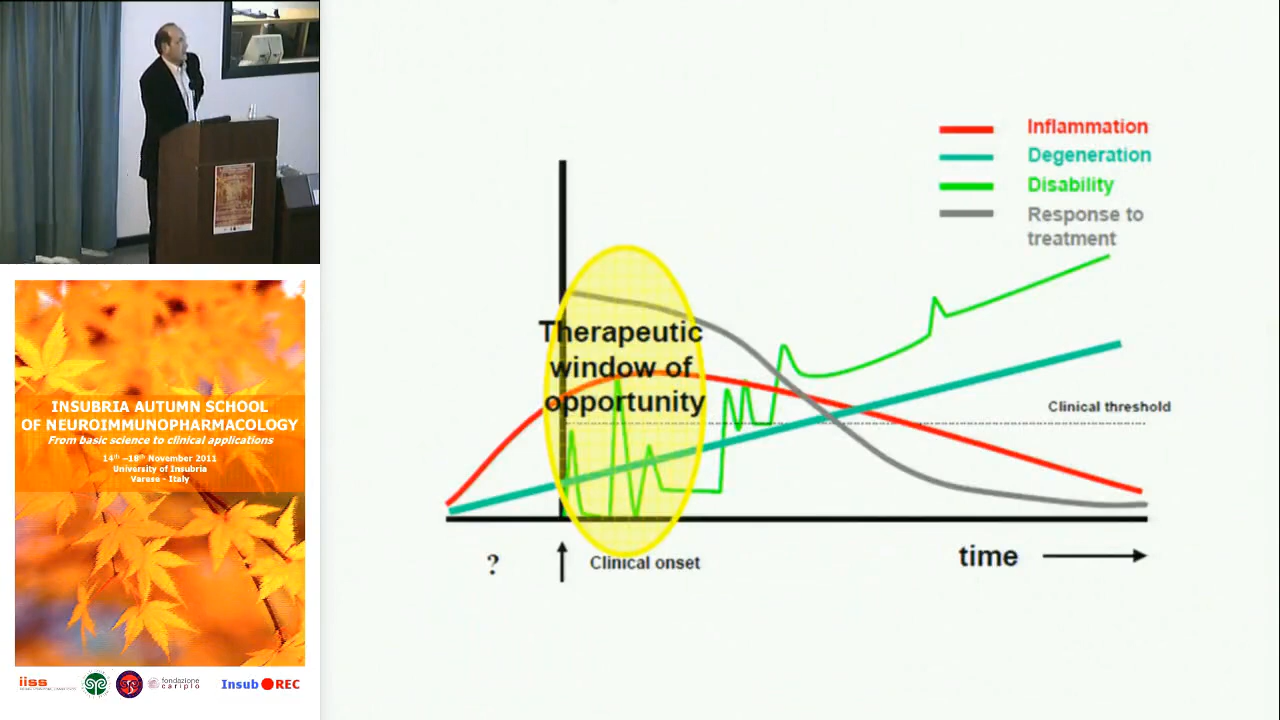 INSUBRIA AUTUMN SCHOOL
OF NEUROIMMUNOPHARMACOLOGY
From basic science to clinical applications
14th –18th November 2011
University of Insubria
Varese - Italy
iiss
fondazione
cariplo
Insub REC
Inflammation
Degeneration
Disability
Response to
treatment
Therapeutic
window of
opportunity
Clinical threshold
?
Clinical onset
time